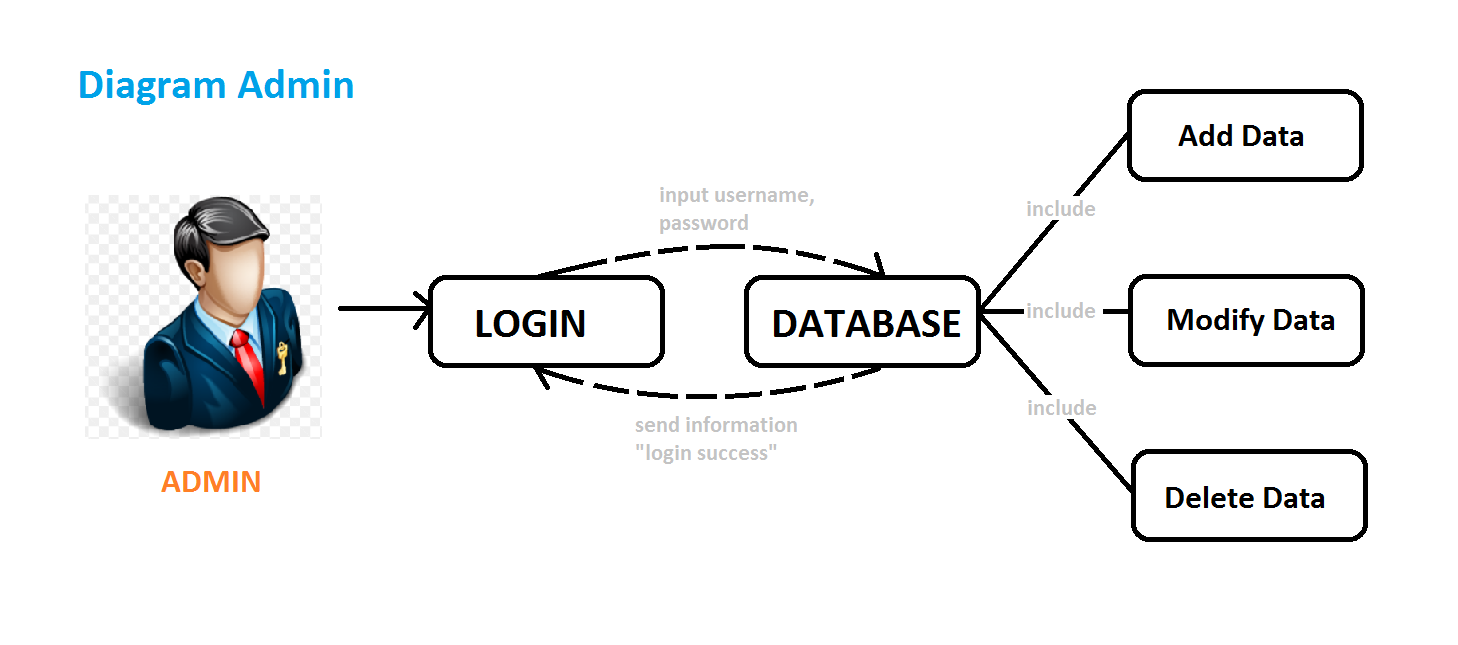 Diagram Admin
ADMIN
LOGIN
input username,
password
DATABASE
send information
"login success"
include
Add Data
include
Modify Data
include
Delete Data